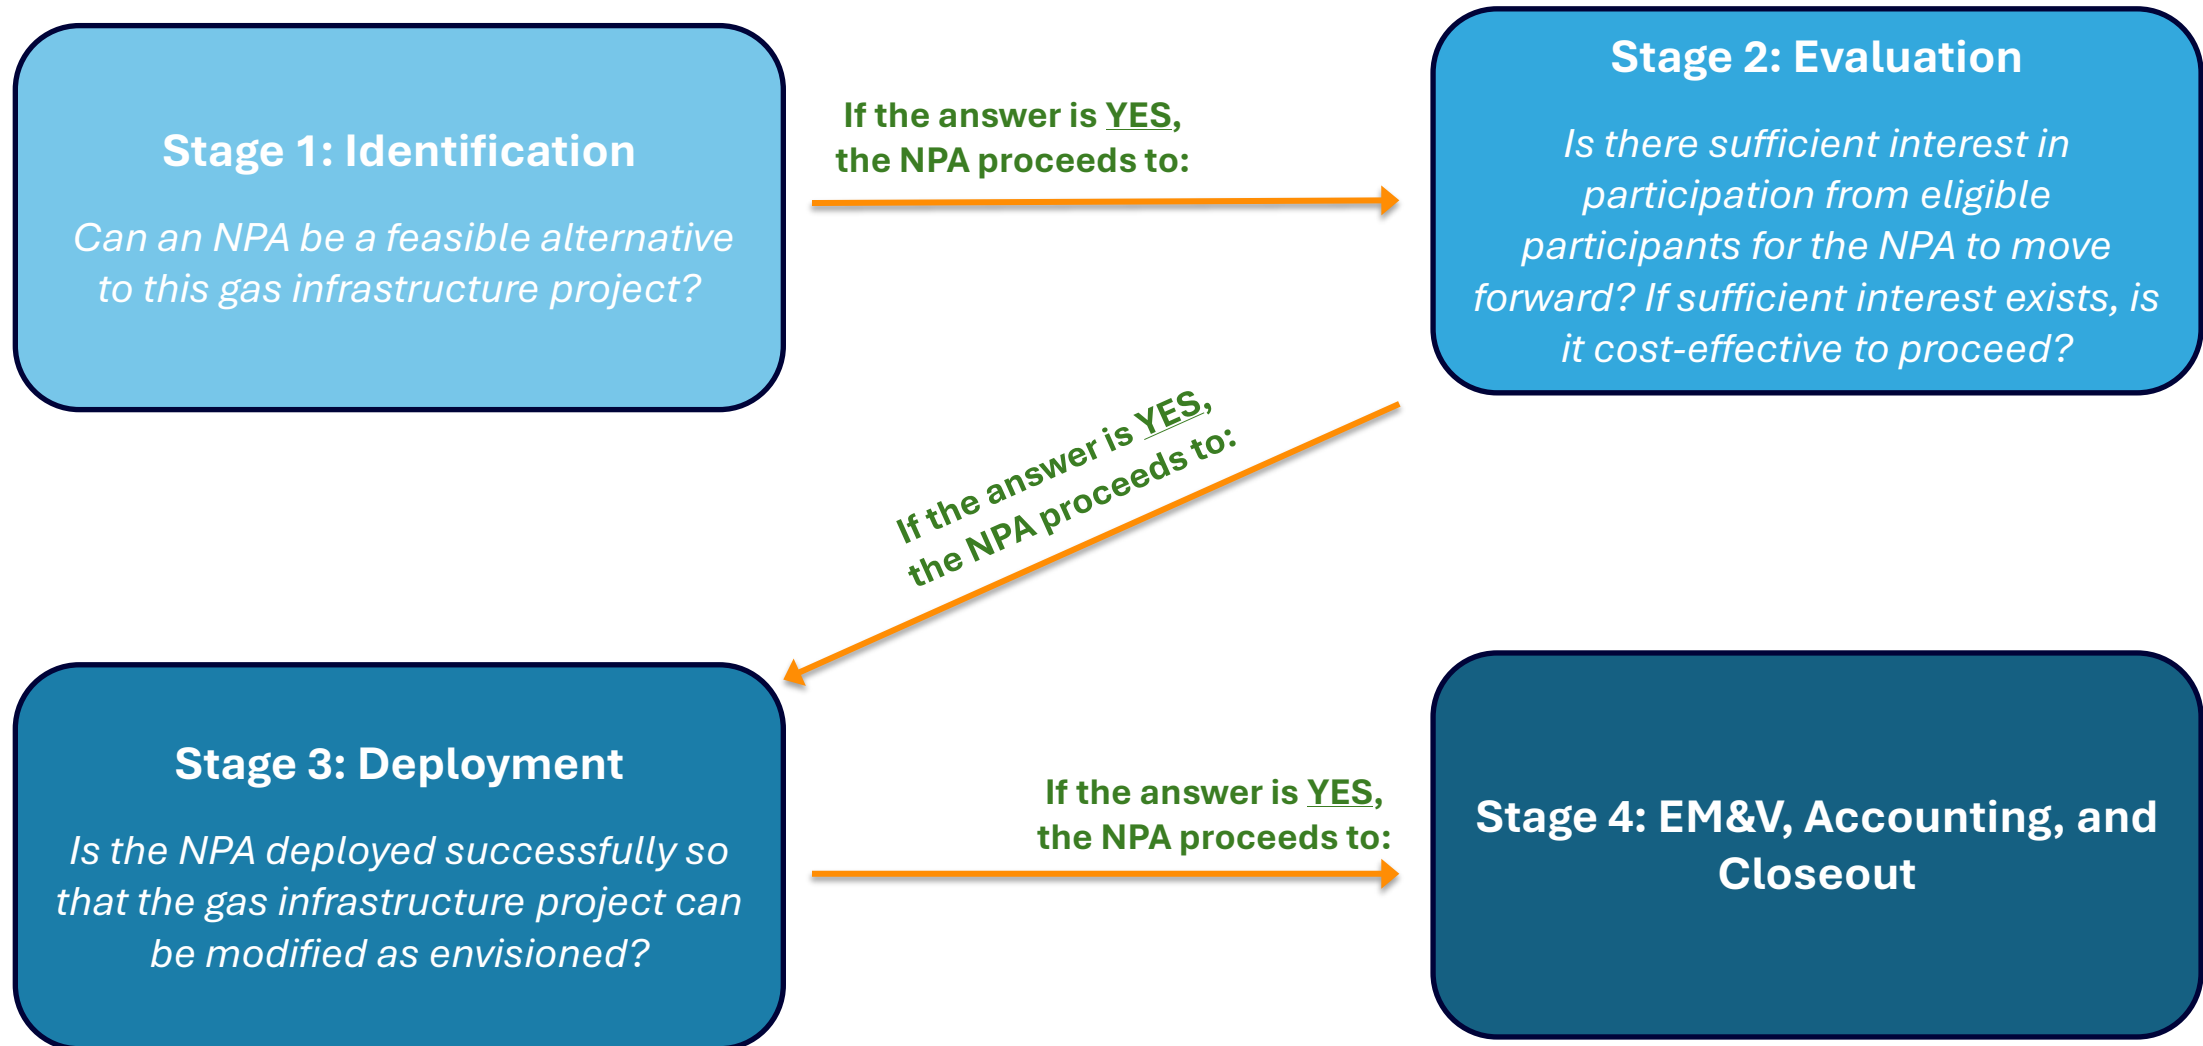 Stage 1: Identification
Can an NPA be a feasible alternative
to this gas infrastructure project?
If the answer is YES,
the NPA proceeds to:
Stage 2: Evaluation
Is there sufficient interest in
participation from eligible
participants for the NPA to move
forward? If sufficient interest exists, is
it cost-effective to proceed?
If the answer is YES,
the NPA proceeds to:
Stage 3: Deployment
Is the NPA deployed successfully so
that the gas infrastructure project can
be modified as envisioned?
If the answer is YES,
the NPA proceeds to:
Stage 4: EM&V, Accounting, and
Closeout